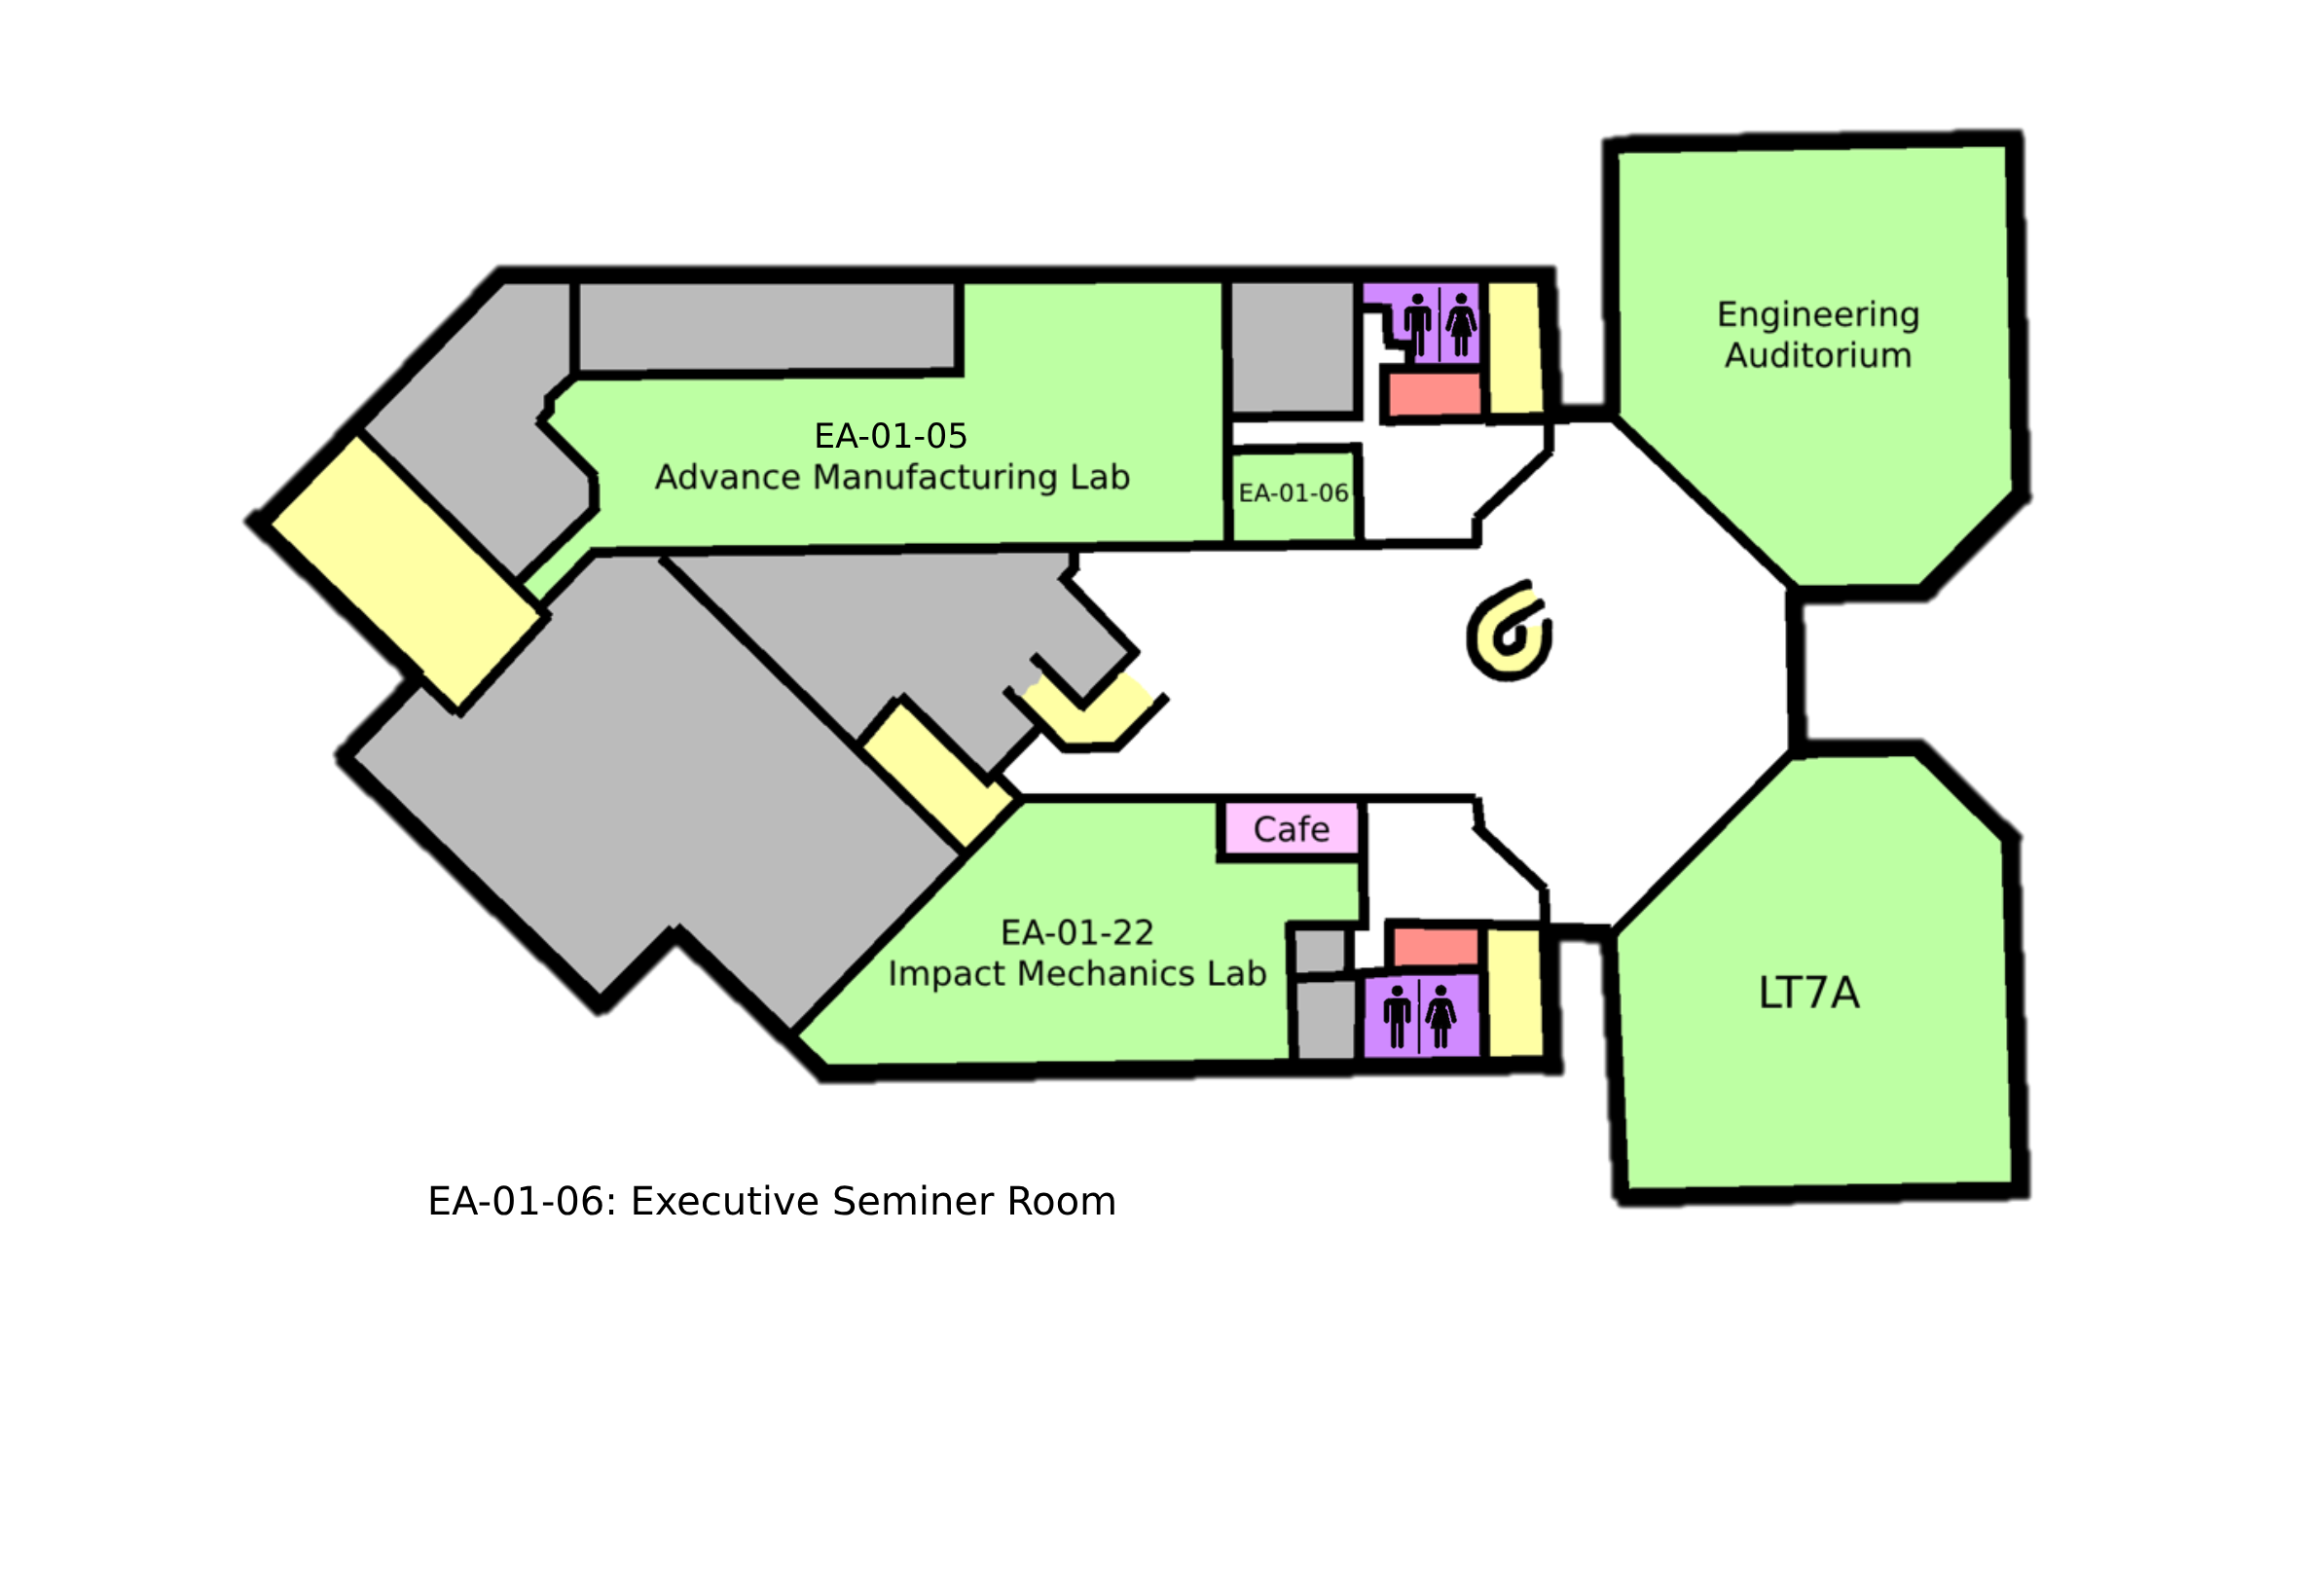 Engineering
Auditorium
EA-01-05
Advance Manufacturing Lab
EA-01-06
Cafe
EA-01-22
Impact Mechanics Lab
LT7A
EA-01-06: Executive Seminer Room